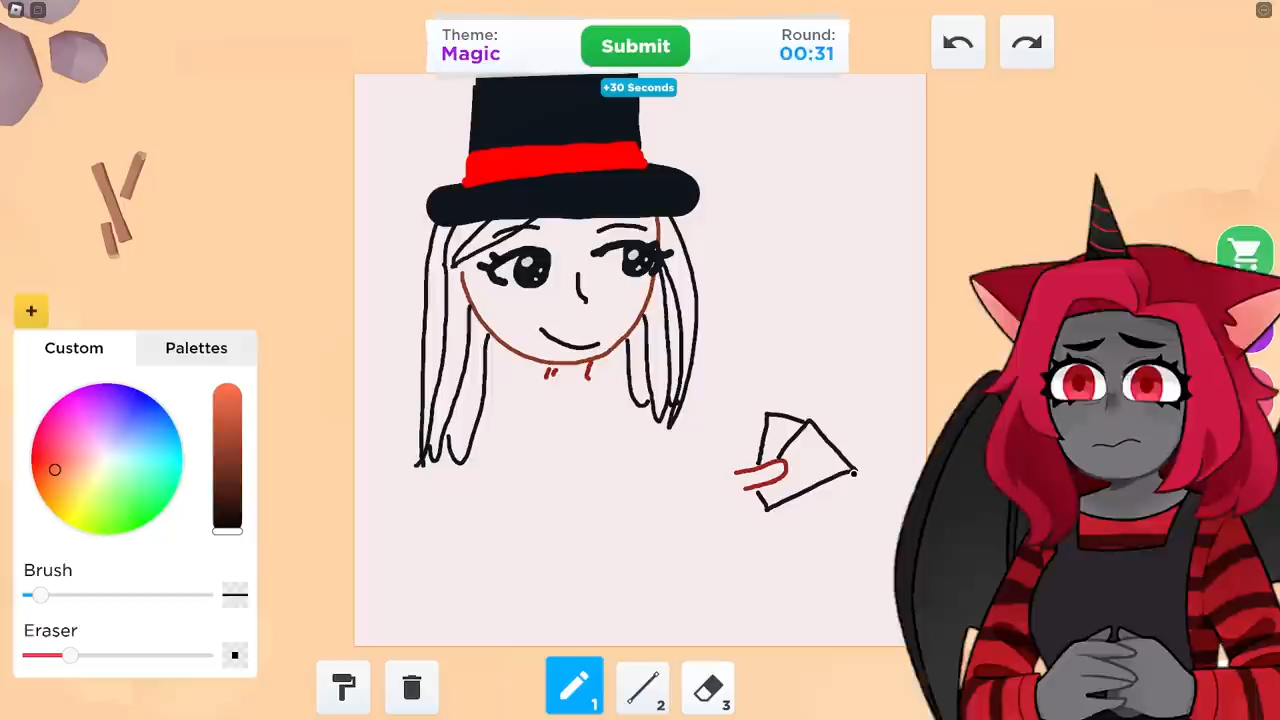 Theme:
Magic
Submit
Round:
00:31
+30 Seconds
+
Custom
Palettes
Brush
Eraser
1
2
3